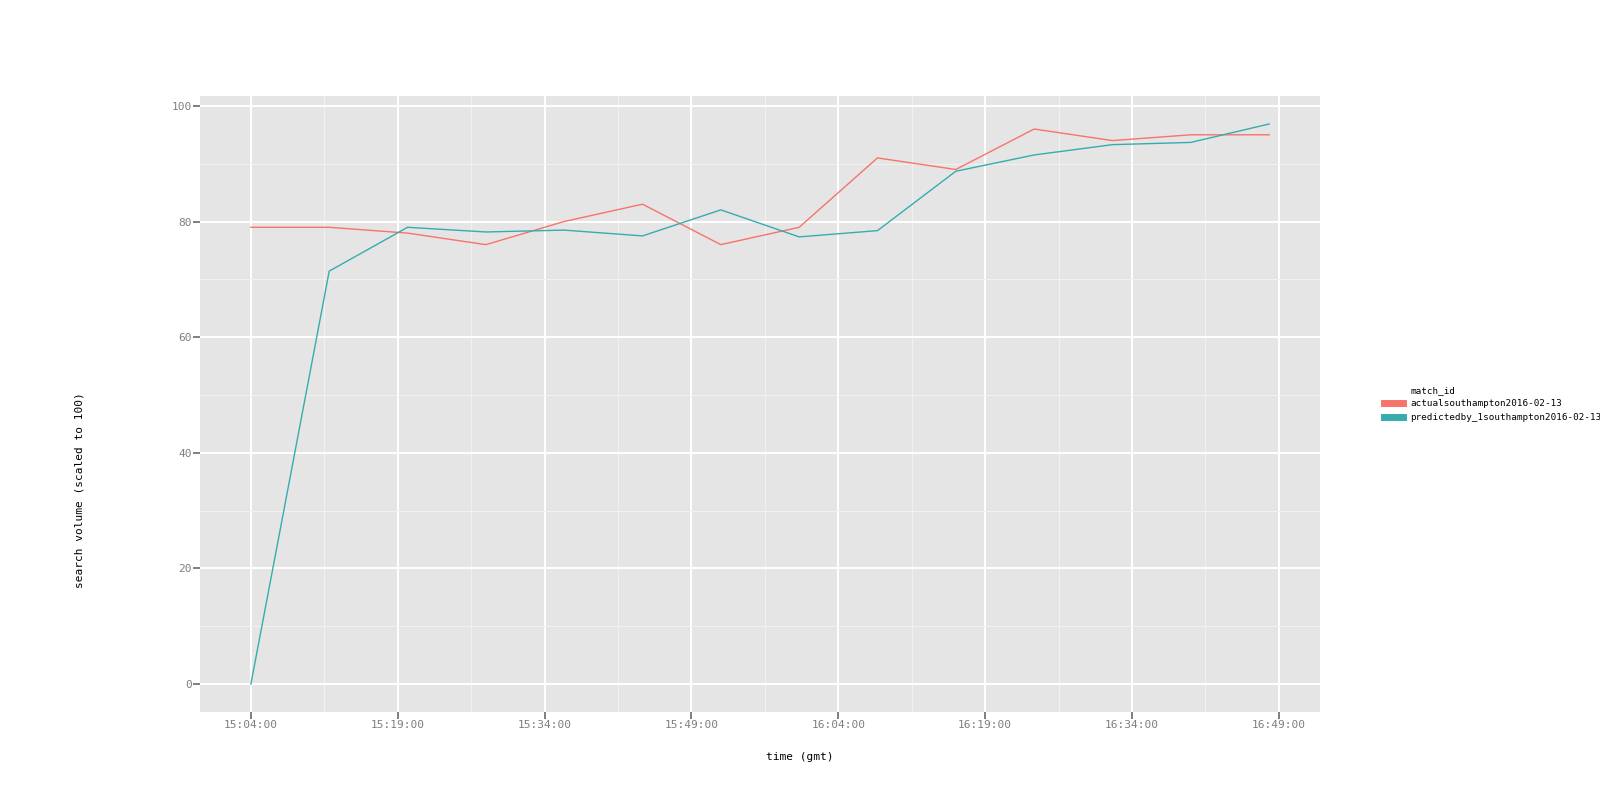 100
80
60
40
20
0
search volume (scaled to 100)
15:04:00 15:19:00 15:34:00 15:49:00 16:04:00 16:19:00 16:34:00 16:49:00
time (gmt)
match_id
actualsouthampton2016-02-13
predictedby_1southampton2016-02-13